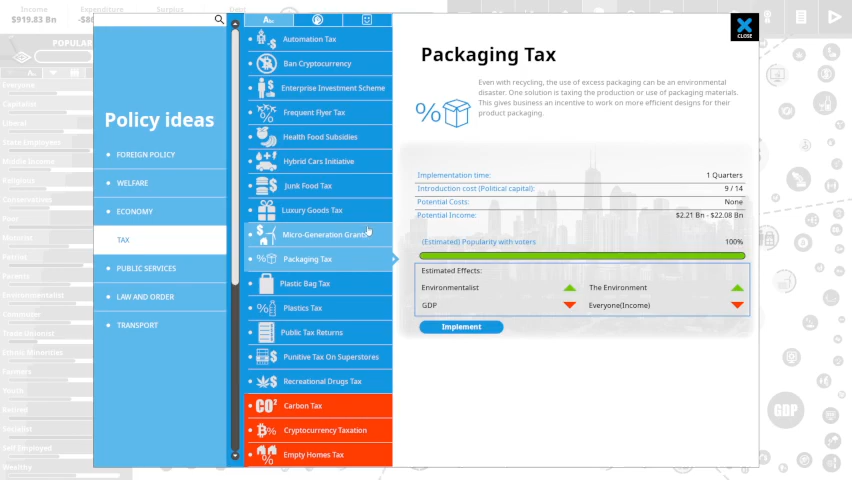 Income
Expenditure
Surplus
$919.83 Bn
POPULAR
Everyone
Capitalist
Liberal
State Employees
Middle Income
Religious
Conservatives
Poor
Motorist
Parents
Patriot
Commuter
Trade Unionist
Ethnic Minorities
Farmers
Youth
Retired
Socialist
Self Employed
Wealthy
Policy ideas
FOREIGN POLICY
WELFARE
ECONOMY
TAX
PUBLIC SERVICES
LAW AND ORDER
TRANSPORT
Automation Tax
Ban Cryptocurrency
Enterprise Investment Scheme
Frequent Flyer Tax
Health Food Subsidies
Hybrid Cars Initiative
Junk Food Tax
Luxury Goods Tax
Micro-Generation Grants
Packaging Tax
Plastic Bag Tax
Plastics Tax
Public Tax Returns
Punitive Tax On Superstores
Recreational Drugs Tax
CO² Carbon Tax
Cryptocurrency Taxation
Empty Homes Tax
CLOSE
Packaging Tax
Even with recycling, the use of excess packaging can be an environmental
disaster. One solution is taxing the production or use of packaging materials.
This gives business an incentive to work on more efficient designs for their
product packaging.
Implementation time: 1 Quarters
Introduction cost (Political capital): 9 / 14
Potential Costs: None
Potential Income: $2.21 Bn - $22.08 Bn
(Estimated) Popularity with voters 100%
Estimated Effects:
Environmentalist The Environment
GDP Everyone(Income)
Implement
GDP